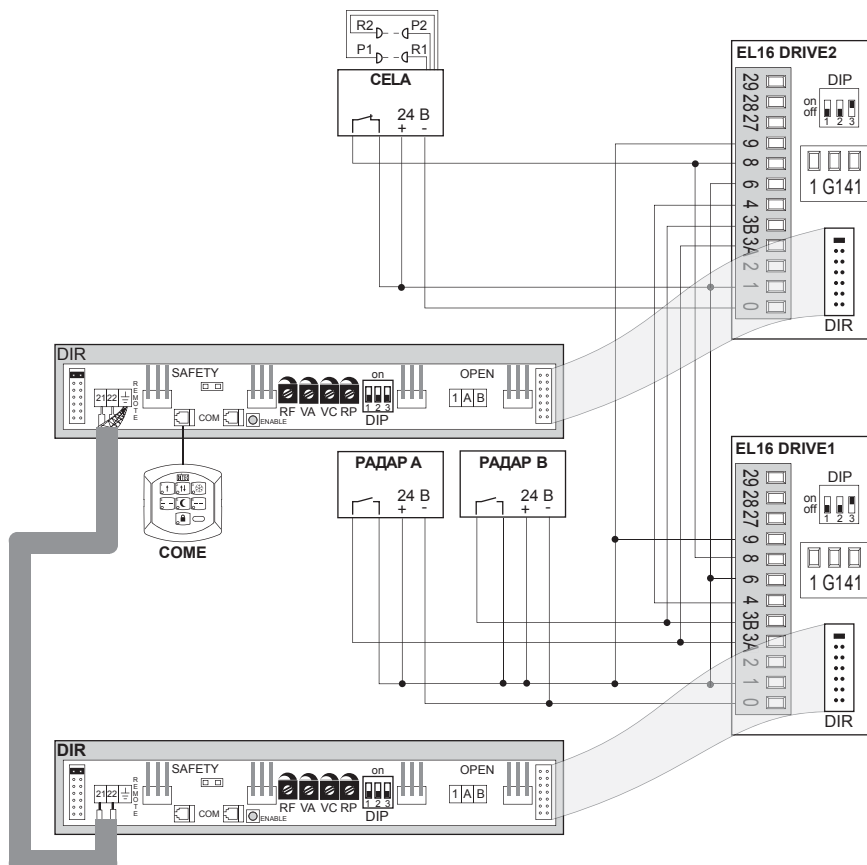 R2 P2
P1 R1
CELA
24 В
+ -
EL16 DRIVE2
29
28
27
9
8
6
4
3B
3A
2
1
0
DIP
on
off
1 2 3
1 G141
DIR
DIR
SAFETY
21 22
REMOTE
COM
ENABLE
RF VA VC RP
on
1 2 3
DIP
OPEN
1 A B
COME
РАДАР A
24 В
+ -
РАДАР B
24 В
+ -
EL16 DRIVE1
29
28
27
9
8
6
4
3B
3A
2
1
0
DIP
on
off
1 2 3
1 G141
DIR
DIR
SAFETY
21 22
REMOTE
COM
ENABLE
RF VA VC RP
on
1 2 3
DIP
OPEN
1 A B